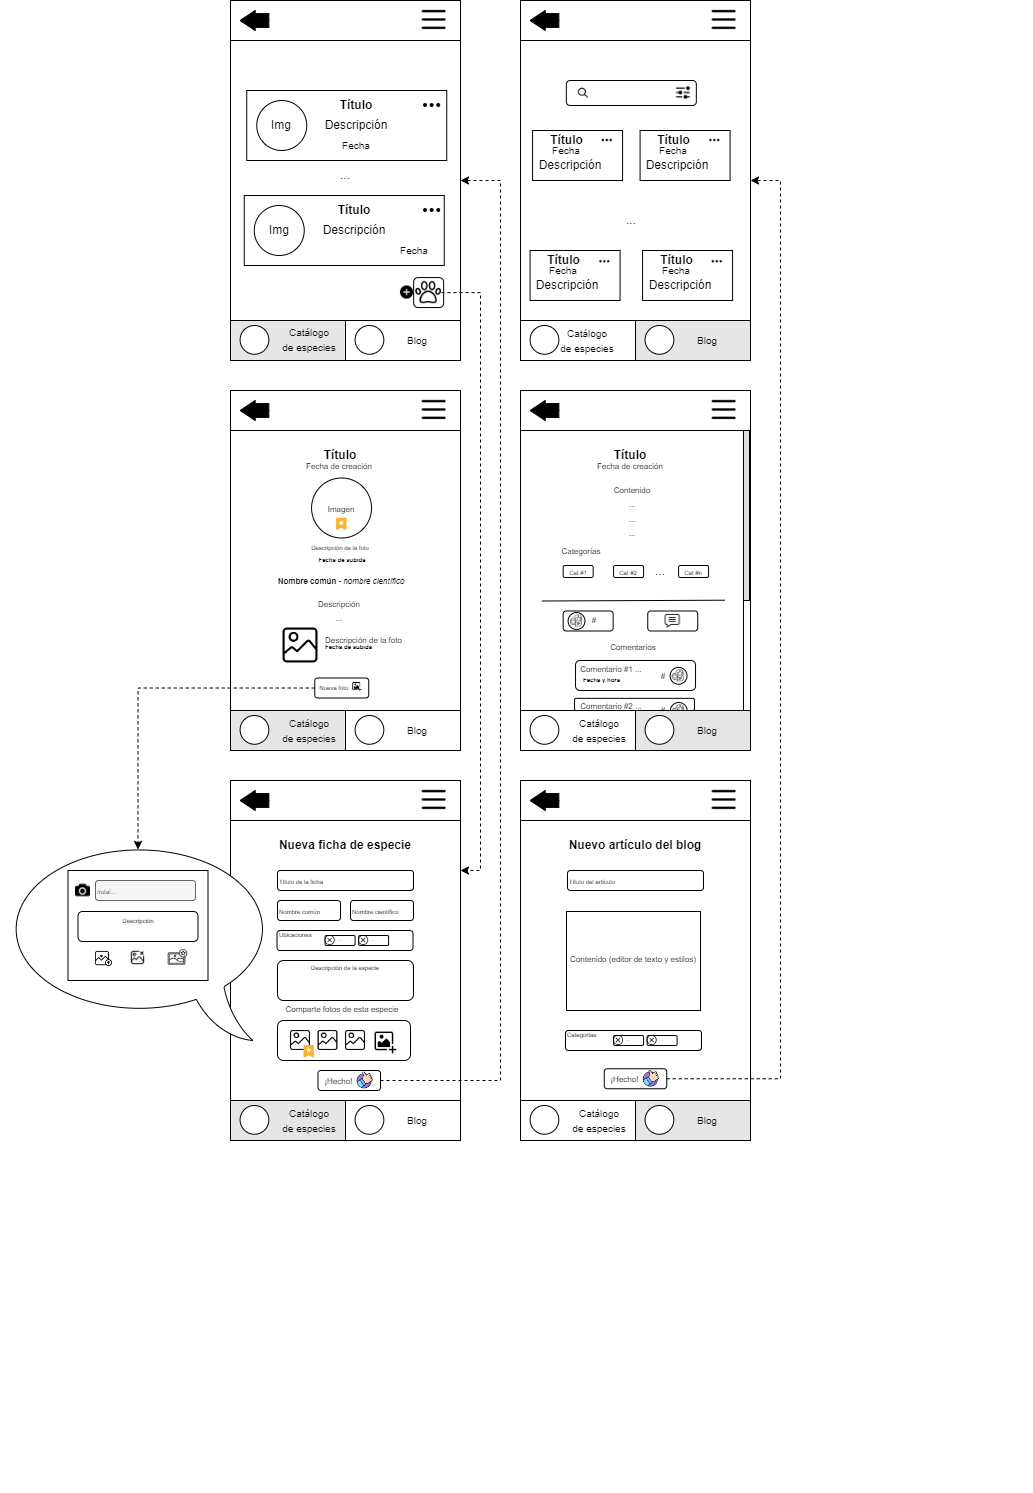 Título
Img
Descripción
Fecha
...
Título
Img
Descripción
Fecha
Catálogo
de especies
Blog
Título
Fecha
Descripción
Título
Fecha
Descripción
...
Título
Fecha
Descripción
Título
Fecha
Descripción
Catálogo
de especies
Blog
Título
Fecha de creación
Imagen
Descripción de la foto
Fecha de subida
Nombre común - nombre científico
Descripción
...
Descripción de la foto
Fecha de subida
Nueva foto
Catálogo
de especies
Blog
Título
Fecha de creación
Contenido
...
...
...
Categorías
Cat #1
Cat #2
...
Cat #n
#
Comentarios
Comentario #1 ...
Fecha y hora
#
Comentario #2 ...
#
Catálogo
de especies
Blog
Nueva ficha de especie
Título de la ficha
Nombre común
Nombre científico
Ubicaciones
...
...
Descripción de la especie
Comparte fotos de esta especie
¡Hecho!
Catálogo
de especies
Blog
/ruta/...
Descripción
Nuevo artículo del blog
Título del artículo
Contenido (editor de texto y estilos)
Categorías
...
...
¡Hecho!
Catálogo
de especies
Blog